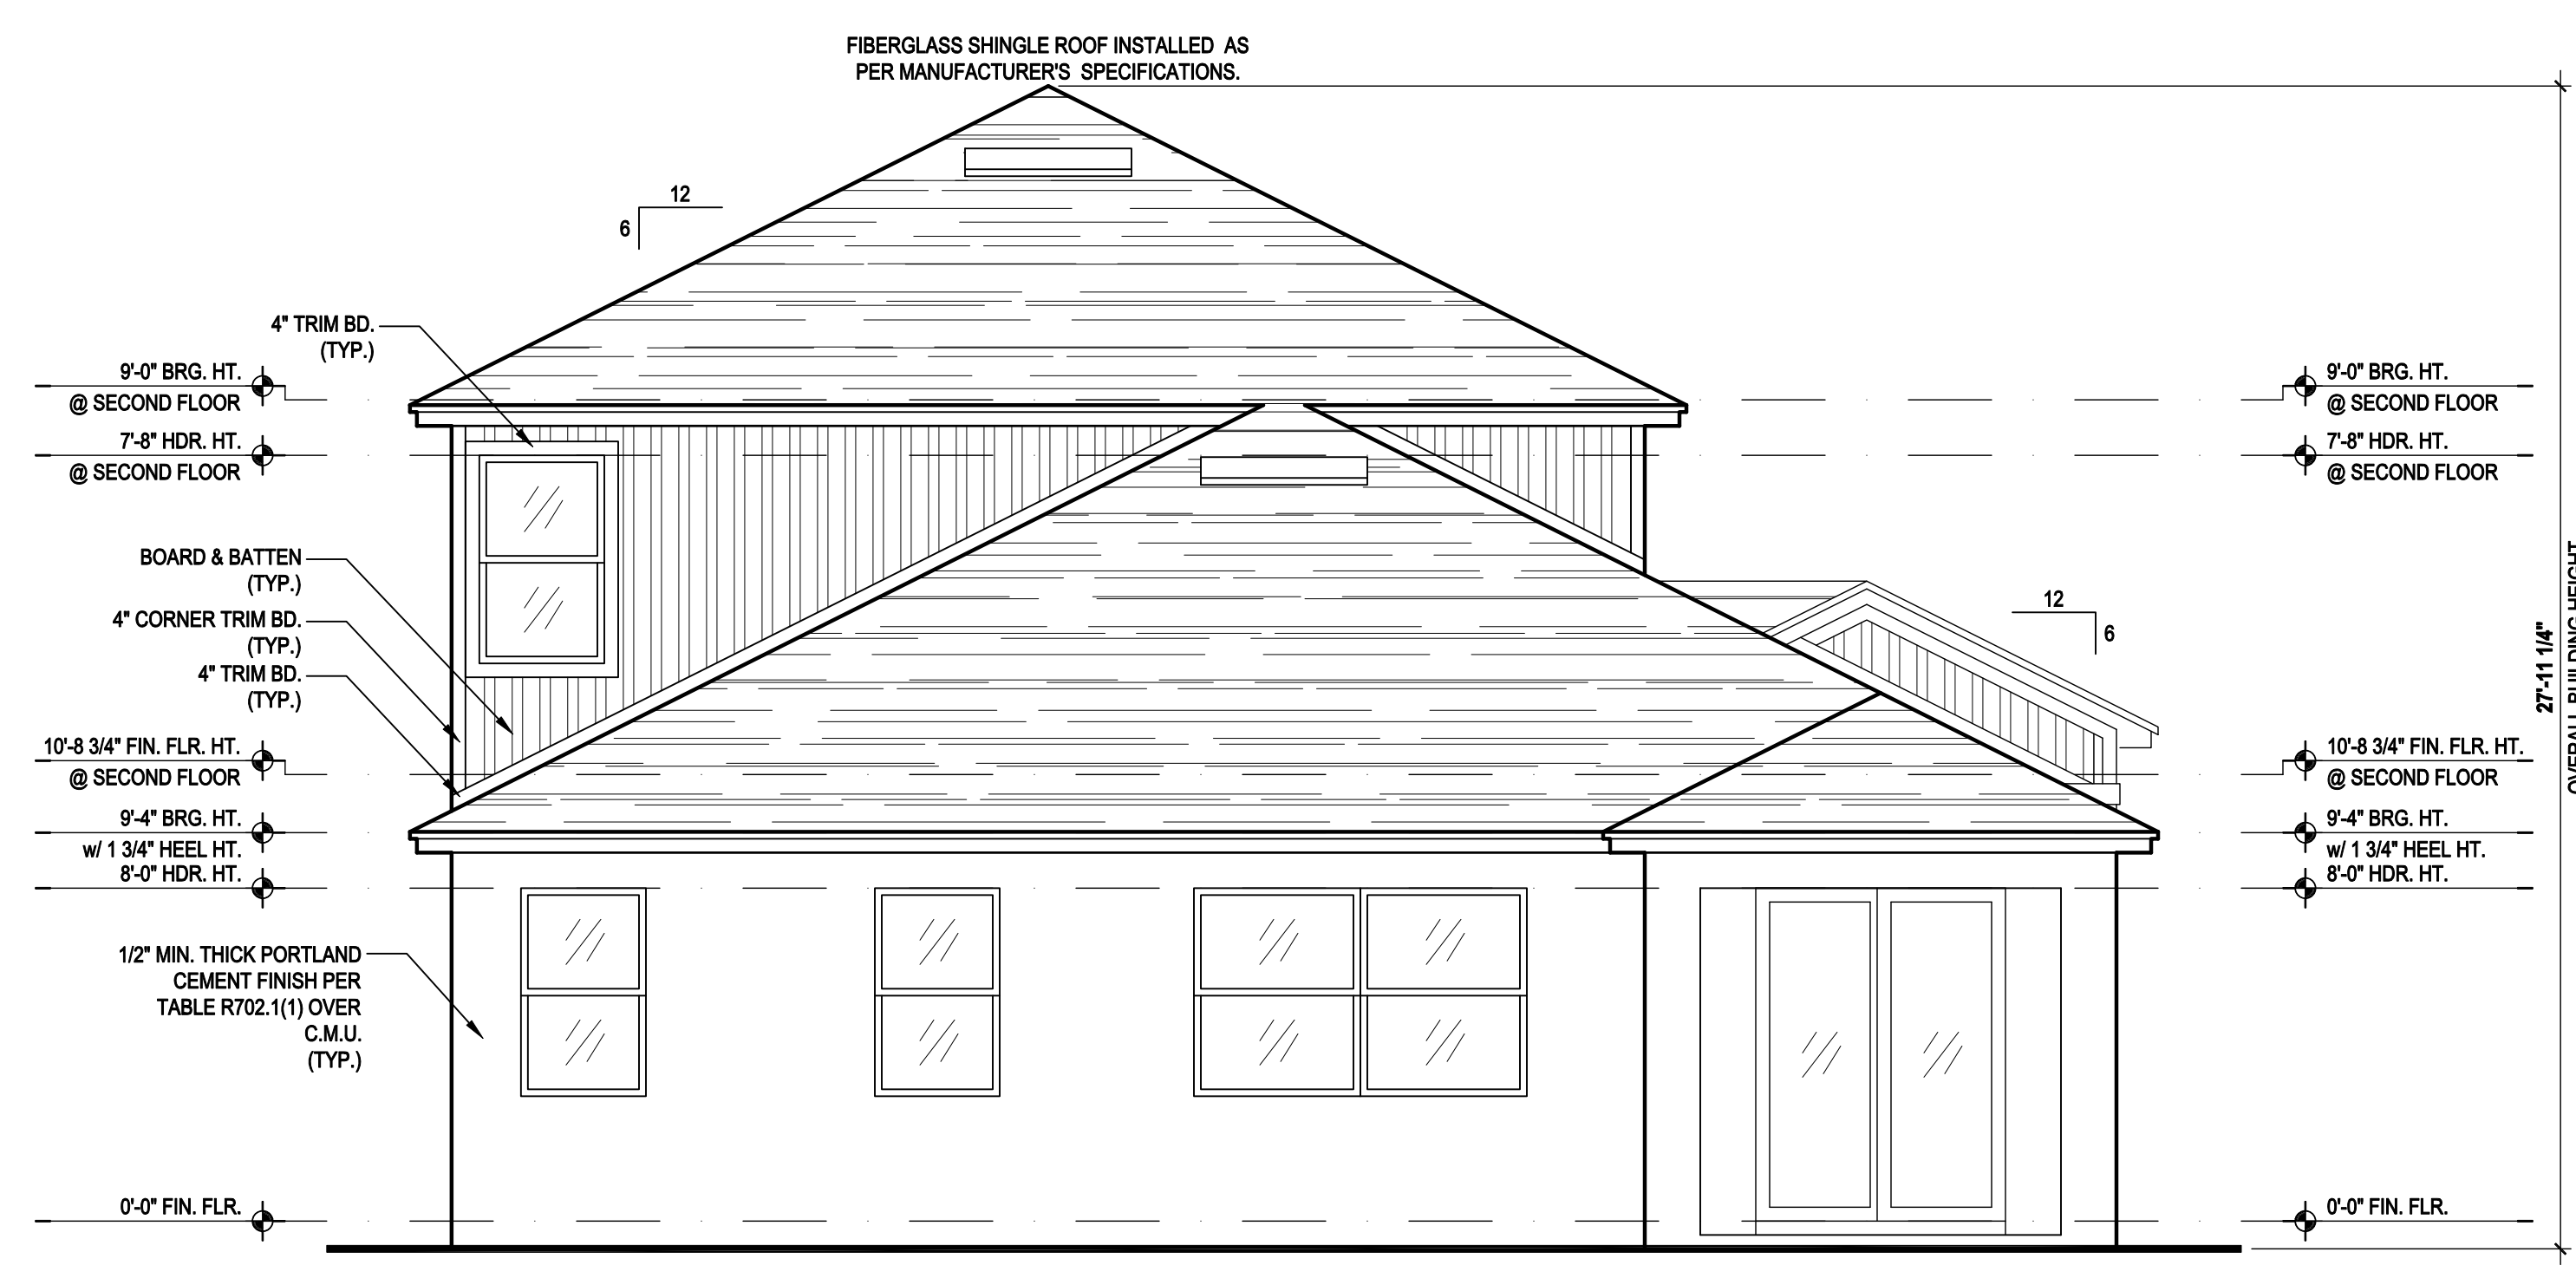 FIBERGLASS SHINGLE ROOF INSTALLED AS
PER MANUFACTURER'S SPECIFICATIONS.
12
6
4" TRIM BD.
(TYP.)
9'-0" BRG. HT.
@ SECOND FLOOR
7'-8" HDR. HT.
@ SECOND FLOOR
BOARD & BATTEN
(TYP.)
4" CORNER TRIM BD.
(TYP.)
4" TRIM BD.
(TYP.)
10'-8 3/4" FIN. FLR. HT.
@ SECOND FLOOR
9'-4" BRG. HT.
w/ 1 3/4" HEEL HT.
8'-0" HDR. HT.
1/2" MIN. THICK PORTLAND
CEMENT FINISH PER
TABLE R702.1(1) OVER
C.M.U.
(TYP.)
0'-0" FIN. FLR.
9'-0" BRG. HT.
@ SECOND FLOOR
7'-8" HDR. HT.
@ SECOND FLOOR
12
6
10'-8 3/4" FIN. FLR. HT.
@ SECOND FLOOR
9'-4" BRG. HT.
w/ 1 3/4" HEEL HT.
8'-0" HDR. HT.
0'-0" FIN. FLR.
27'-11 1/4"
OVERALL BUILDING HEIGHT